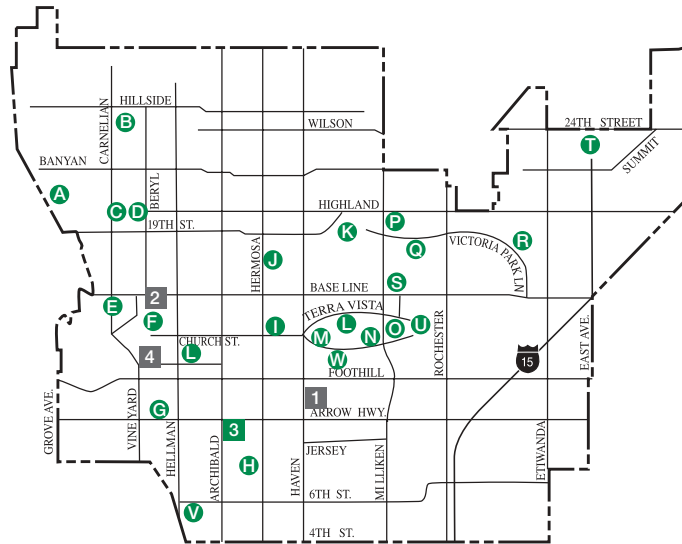 HILLSIDE
B
CARNELIAN
WILSON
24TH STREET
T
SUMMIT
BANYAN
A
BERYL
C
D
HIGHLAND
19TH ST.
P
K
Q
VICTORIA PARK LN
R
HERMOSA
J
S
BASE LINE
2
E
F
TERRA VISTA
I
L
M
N
O
U
ROCHESTER
EAST AVE.
CHURCH ST.
4
L
W
FOOTHILL
15
1
G
ARROW HWY.
GROVE AVE.
VINE YARD
HELLMAN
ARCHIBALD
3
H
HAVEN
JERSEY
MILLIKEN
ETIWANDA
6TH ST.
V
4TH ST.